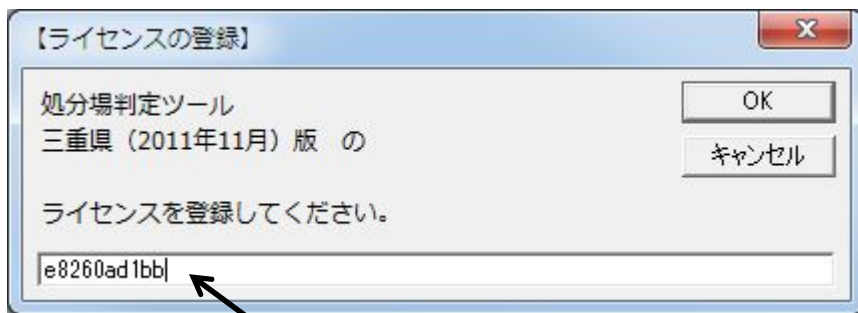 【ライセンスの登録】
処分場判定ツール
三重県（2011年11月）版　の
ライセンスを登録してください。
e8260ad1bb
OK
キャンセル